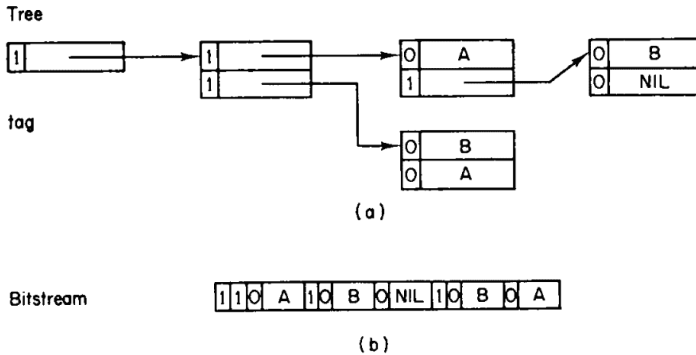 Tree
1 1 0 A 0 B
1 1 0 NIL
tag
0 B
0 A
(a)
Bitstream 1 1 0 A 1 0 B 0 NIL 1 0 B 0 A
(b)